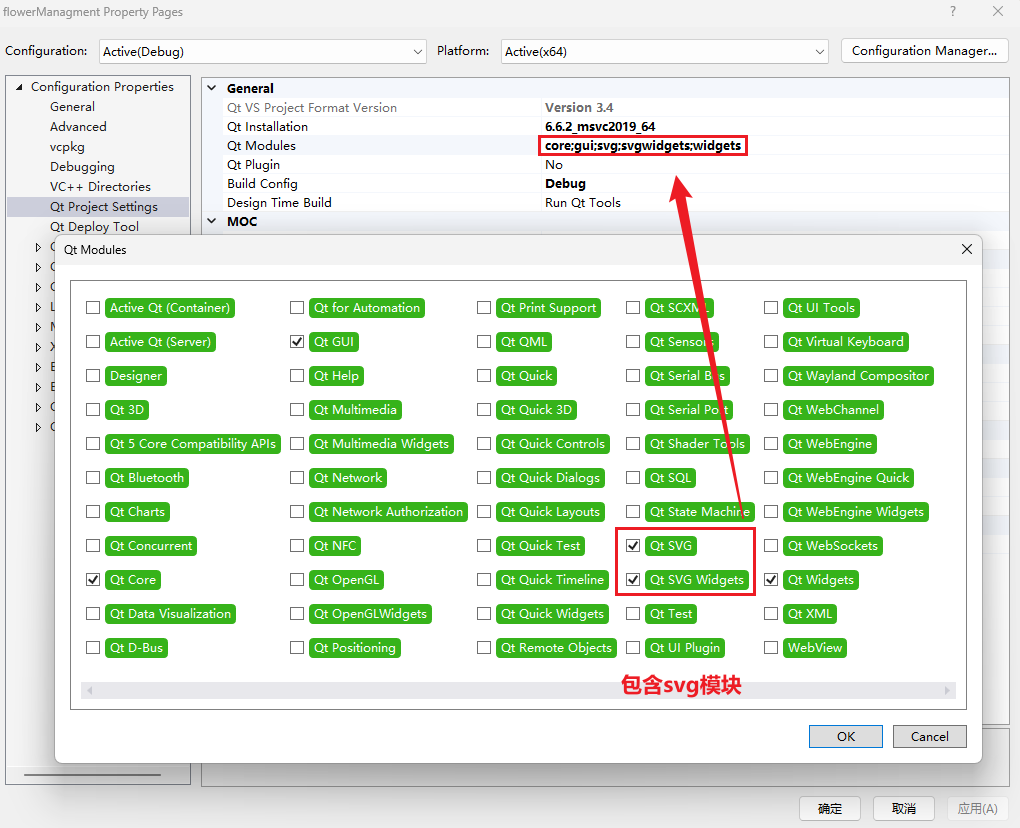 flowerManagment Property Pages
?
Configuration: Active(Debug) Platform: Active(x64) Configuration Manager...
Configuration Properties
General
Advanced
vcpkg
Debugging
VC++ Directories
Qt Project Settings
Qt Deploy Tool
General
Qt VS Project Format Version Version 3.4
Qt Installation 6.6.2_msvc2019_64
Qt Modules core;gui;svg;svgwidgets;widgets
Qt Plugin No
Build Config Debug
Design Time Build Run Qt Tools
MOC
Qt Modules
Active Qt (Container) Qt for Automation Qt Print Support Qt SCXML Qt UI Tools
Active Qt (Server) Qt GUI Qt QML Qt Sensors Qt Virtual Keyboard
Designer Qt Help Qt Quick Qt Serial Bus Qt Wayland Compositor
Qt 3D Qt Multimedia Qt Quick 3D Qt Serial Port Qt WebChannel
Qt 5 Core Compatibility APIs Qt Multimedia Widgets Qt Quick Controls Qt Shader Tools Qt WebEngine
Qt Bluetooth Qt Network Qt Quick Dialogs Qt SQL Qt WebEngine Quick
Qt Charts Qt Network Authorization Qt Quick Layouts Qt State Machine Qt WebEngine Widgets
Qt Concurrent Qt NFC Qt Quick Test Qt SVG Qt WebSockets
Qt Core Qt OpenGL Qt Quick Timeline Qt SVG Widgets Qt Widgets
Qt Data Visualization Qt OpenGLWidgets Qt Quick Widgets Qt Test Qt XML
Qt D-Bus Qt Positioning Qt Remote Objects Qt UI Plugin WebView
包含svg模块
OK Cancel
确定 取消 应用(A)